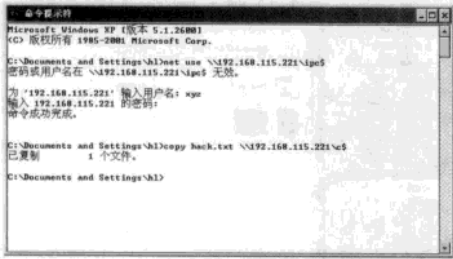 命令提示符
Microsoft Windows XP [版本 5.1.2600]
(C) 版权所有 1985-2001 Microsoft Corp.
C:\Documents and Settings\hl>net use \\192.168.115.221\ipc$
密码或用户名在 \\192.168.115.221\ipc$ 无效。
为 '192.168.115.221' 输入用户名: xyz
输入 192.168.115.221 的密码:
命令成功完成。
C:\Documents and Settings\hl>copy hack.txt \\192.168.115.221\c$
已复制         1 个文件。
C:\Documents and Settings\hl>